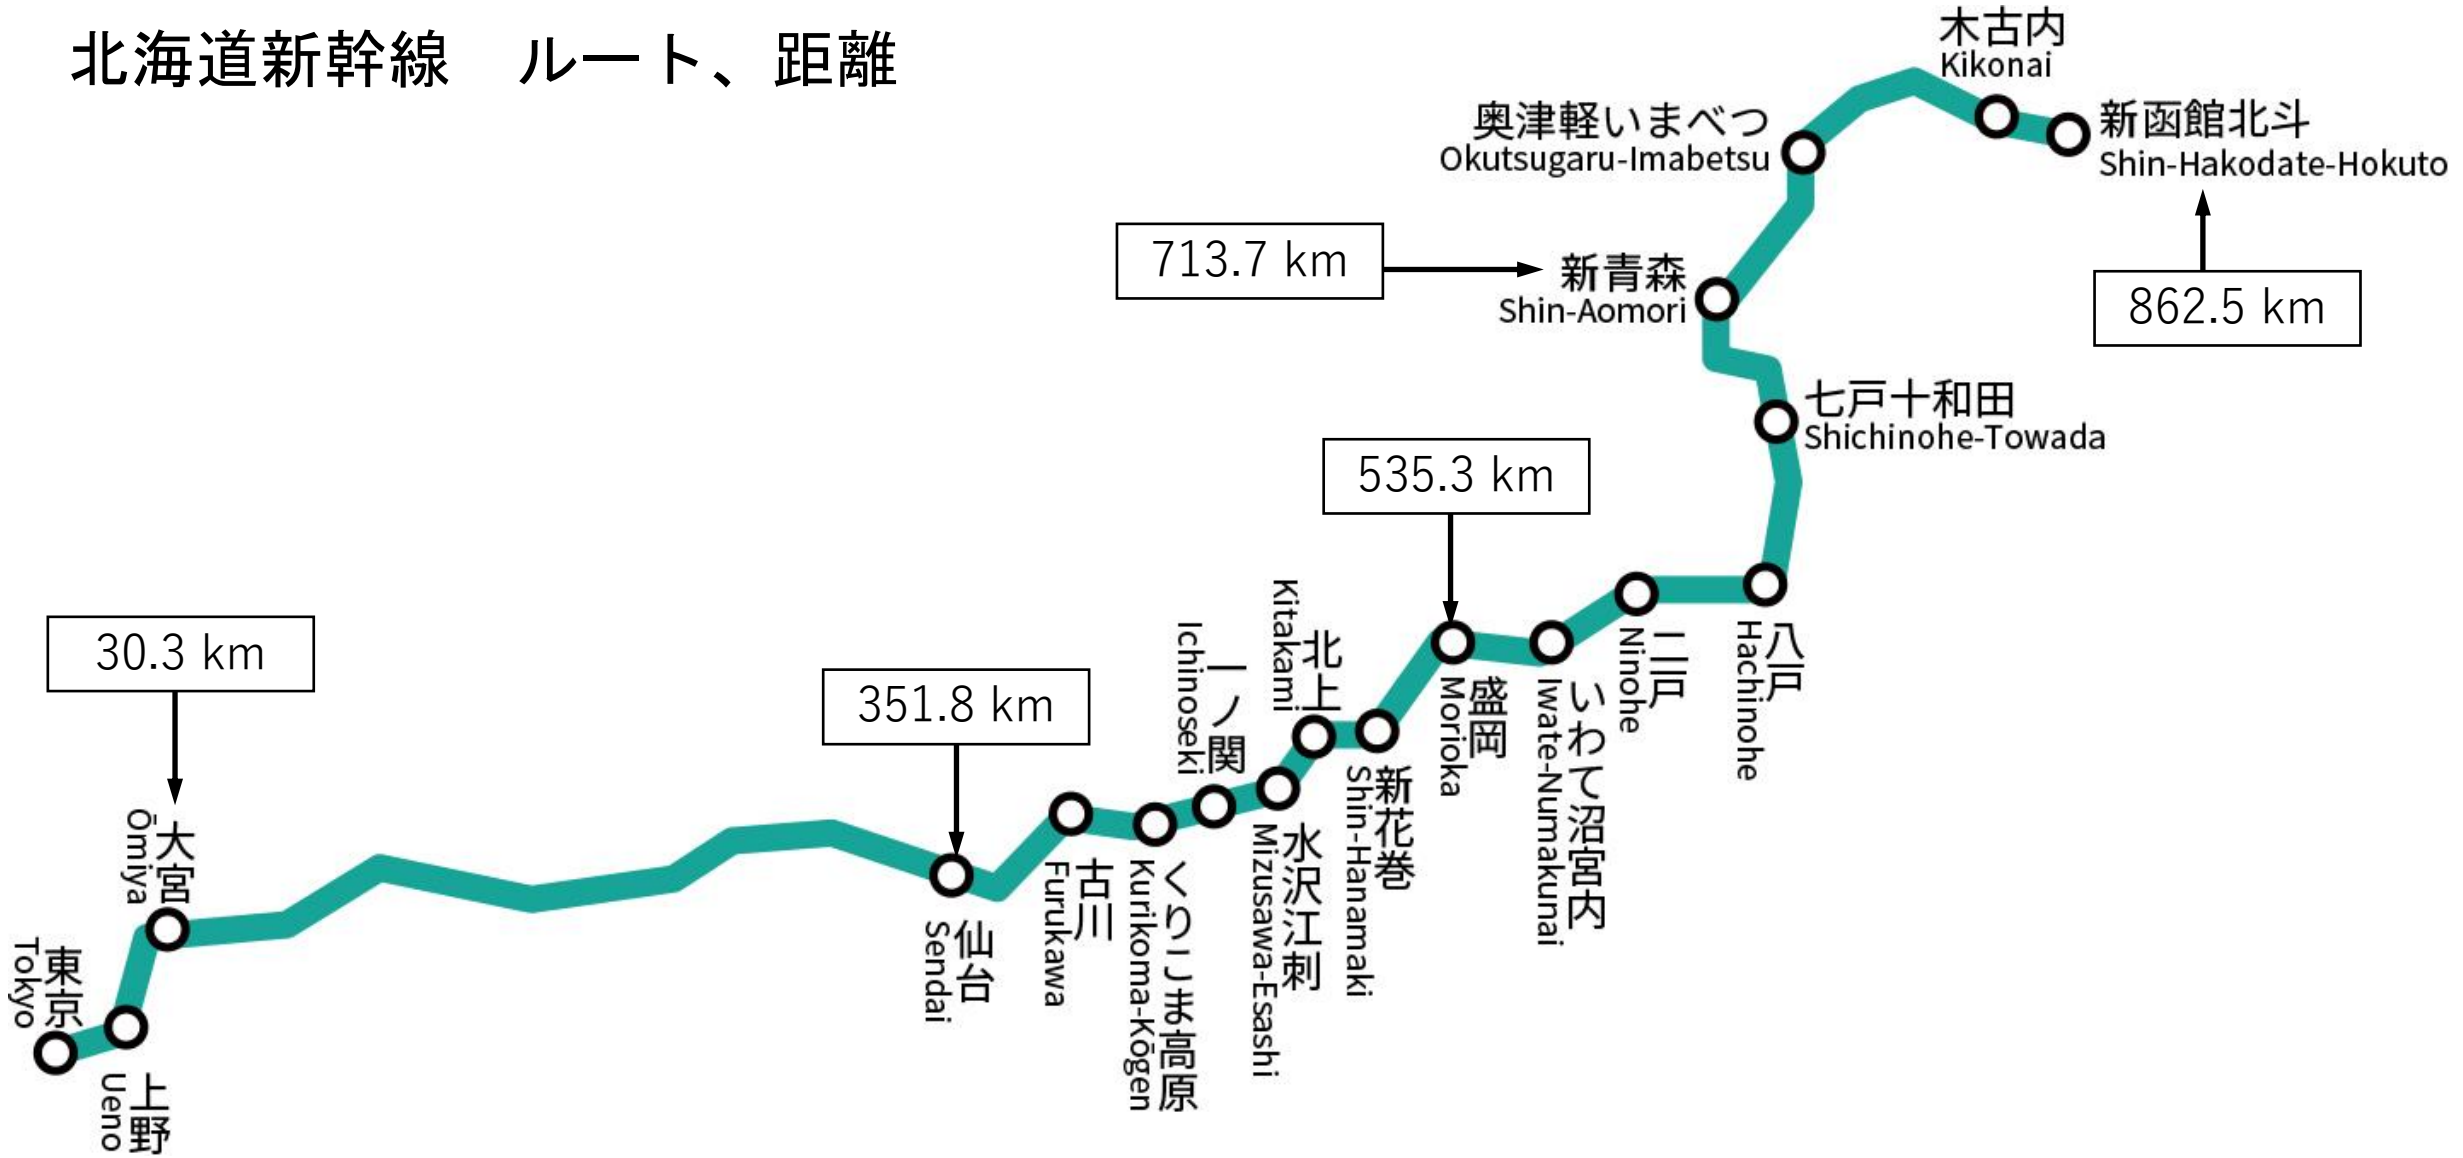 北海道新幹線　ルート、距離
木古内
Kikonai
新函館北斗
Shin-Hakodate-Hokuto
奥津軽いまべつ
Okutsugaru-Imabetsu
862.5 km
713.7 km
新青森
Shin-Aomori
七戸十和田
Shichinohe-Towada
535.3 km
八戸
Hachinohe
二戸
Ninohe
いわて沼宮内
Iwate-Numakunai
盛岡
Morioka
新花巻
Shin-Hanamaki
北上
Kitakami
水沢江刺
Mizusawa-Esashi
一ノ関
Ichinoseki
くりこま高原
Kurikoma-Kōgen
古川
Furukawa
351.8 km
仙台
Sendai
30.3 km
大宮
Ōmiya
上野
Ueno
東京
Tokyo